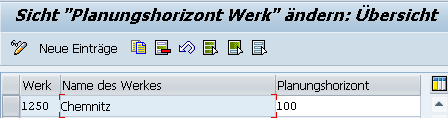 Sicht "Planungshorizont Werk" ändern: Übersicht
Neue Einträge
Werk Name des Werkes Planungshorizont
1250 Chemnitz 100